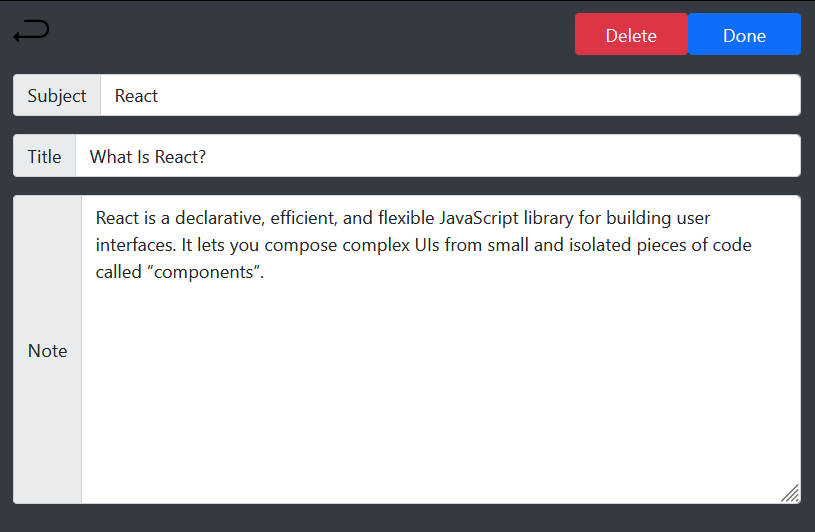 Delete Done
Subject React
Title What Is React?
React is a declarative, efficient, and flexible JavaScript library for building user
interfaces. It lets you compose complex UIs from small and isolated pieces of code
called “components”.
Note